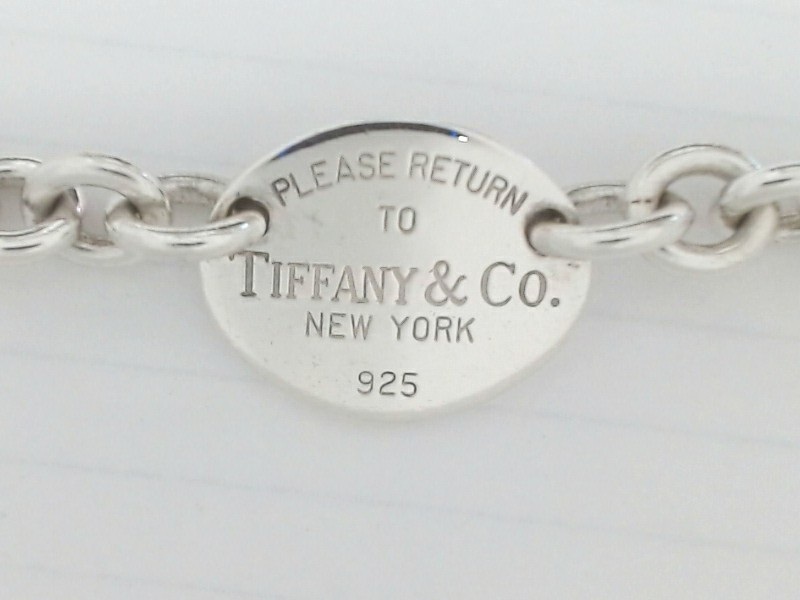 PLEASE RETURN
TO
TIFFANY & CO.
NEW YORK
925